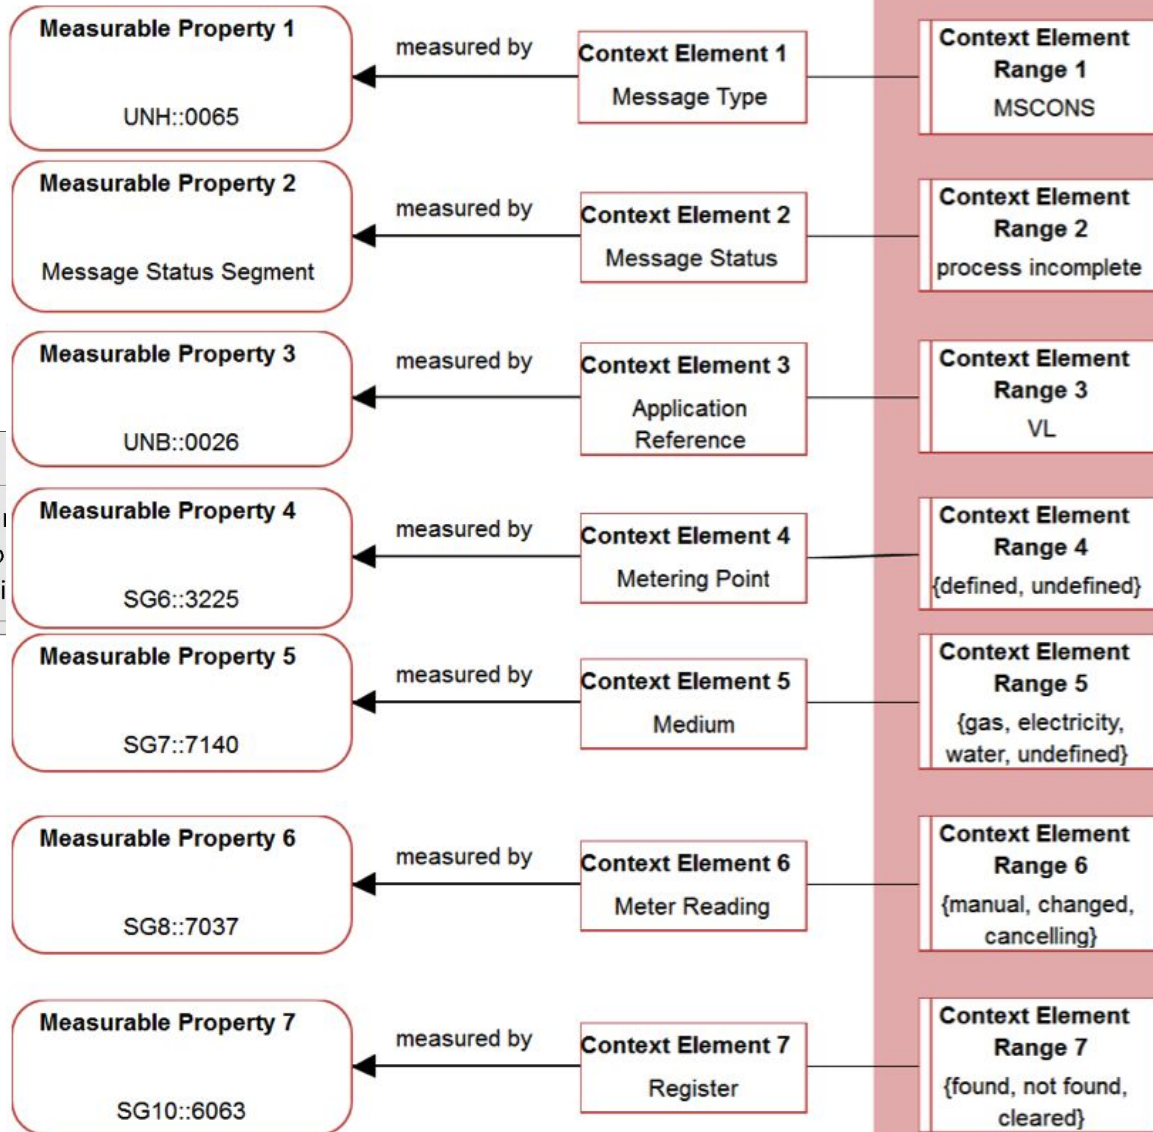 Measurable Property 1
UNH::0065
measured by
Context Element 1
Message Type
Context Element
Range 1
MSCONS
Measurable Property 2
Message Status Segment
measured by
Context Element 2
Message Status
Context Element
Range 2
process incomplete
Measurable Property 3
UNB::0026
measured by
Context Element 3
Application
Reference
Context Element
Range 3
VL
Measurable Property 4
SG6::3225
measured by
Context Element 4
Metering Point
Context Element
Range 4
{defined, undefined}
Measurable Property 5
SG7::7140
measured by
Context Element 5
Medium
Context Element
Range 5
{gas, electricity,
water, undefined}
Measurable Property 6
SG8::7037
measured by
Context Element 6
Meter Reading
Context Element
Range 6
{manual, changed,
cancelling}
Measurable Property 7
SG10::6063
measured by
Context Element 7
Register
Context Element
Range 7
{found, not found,
cleared}